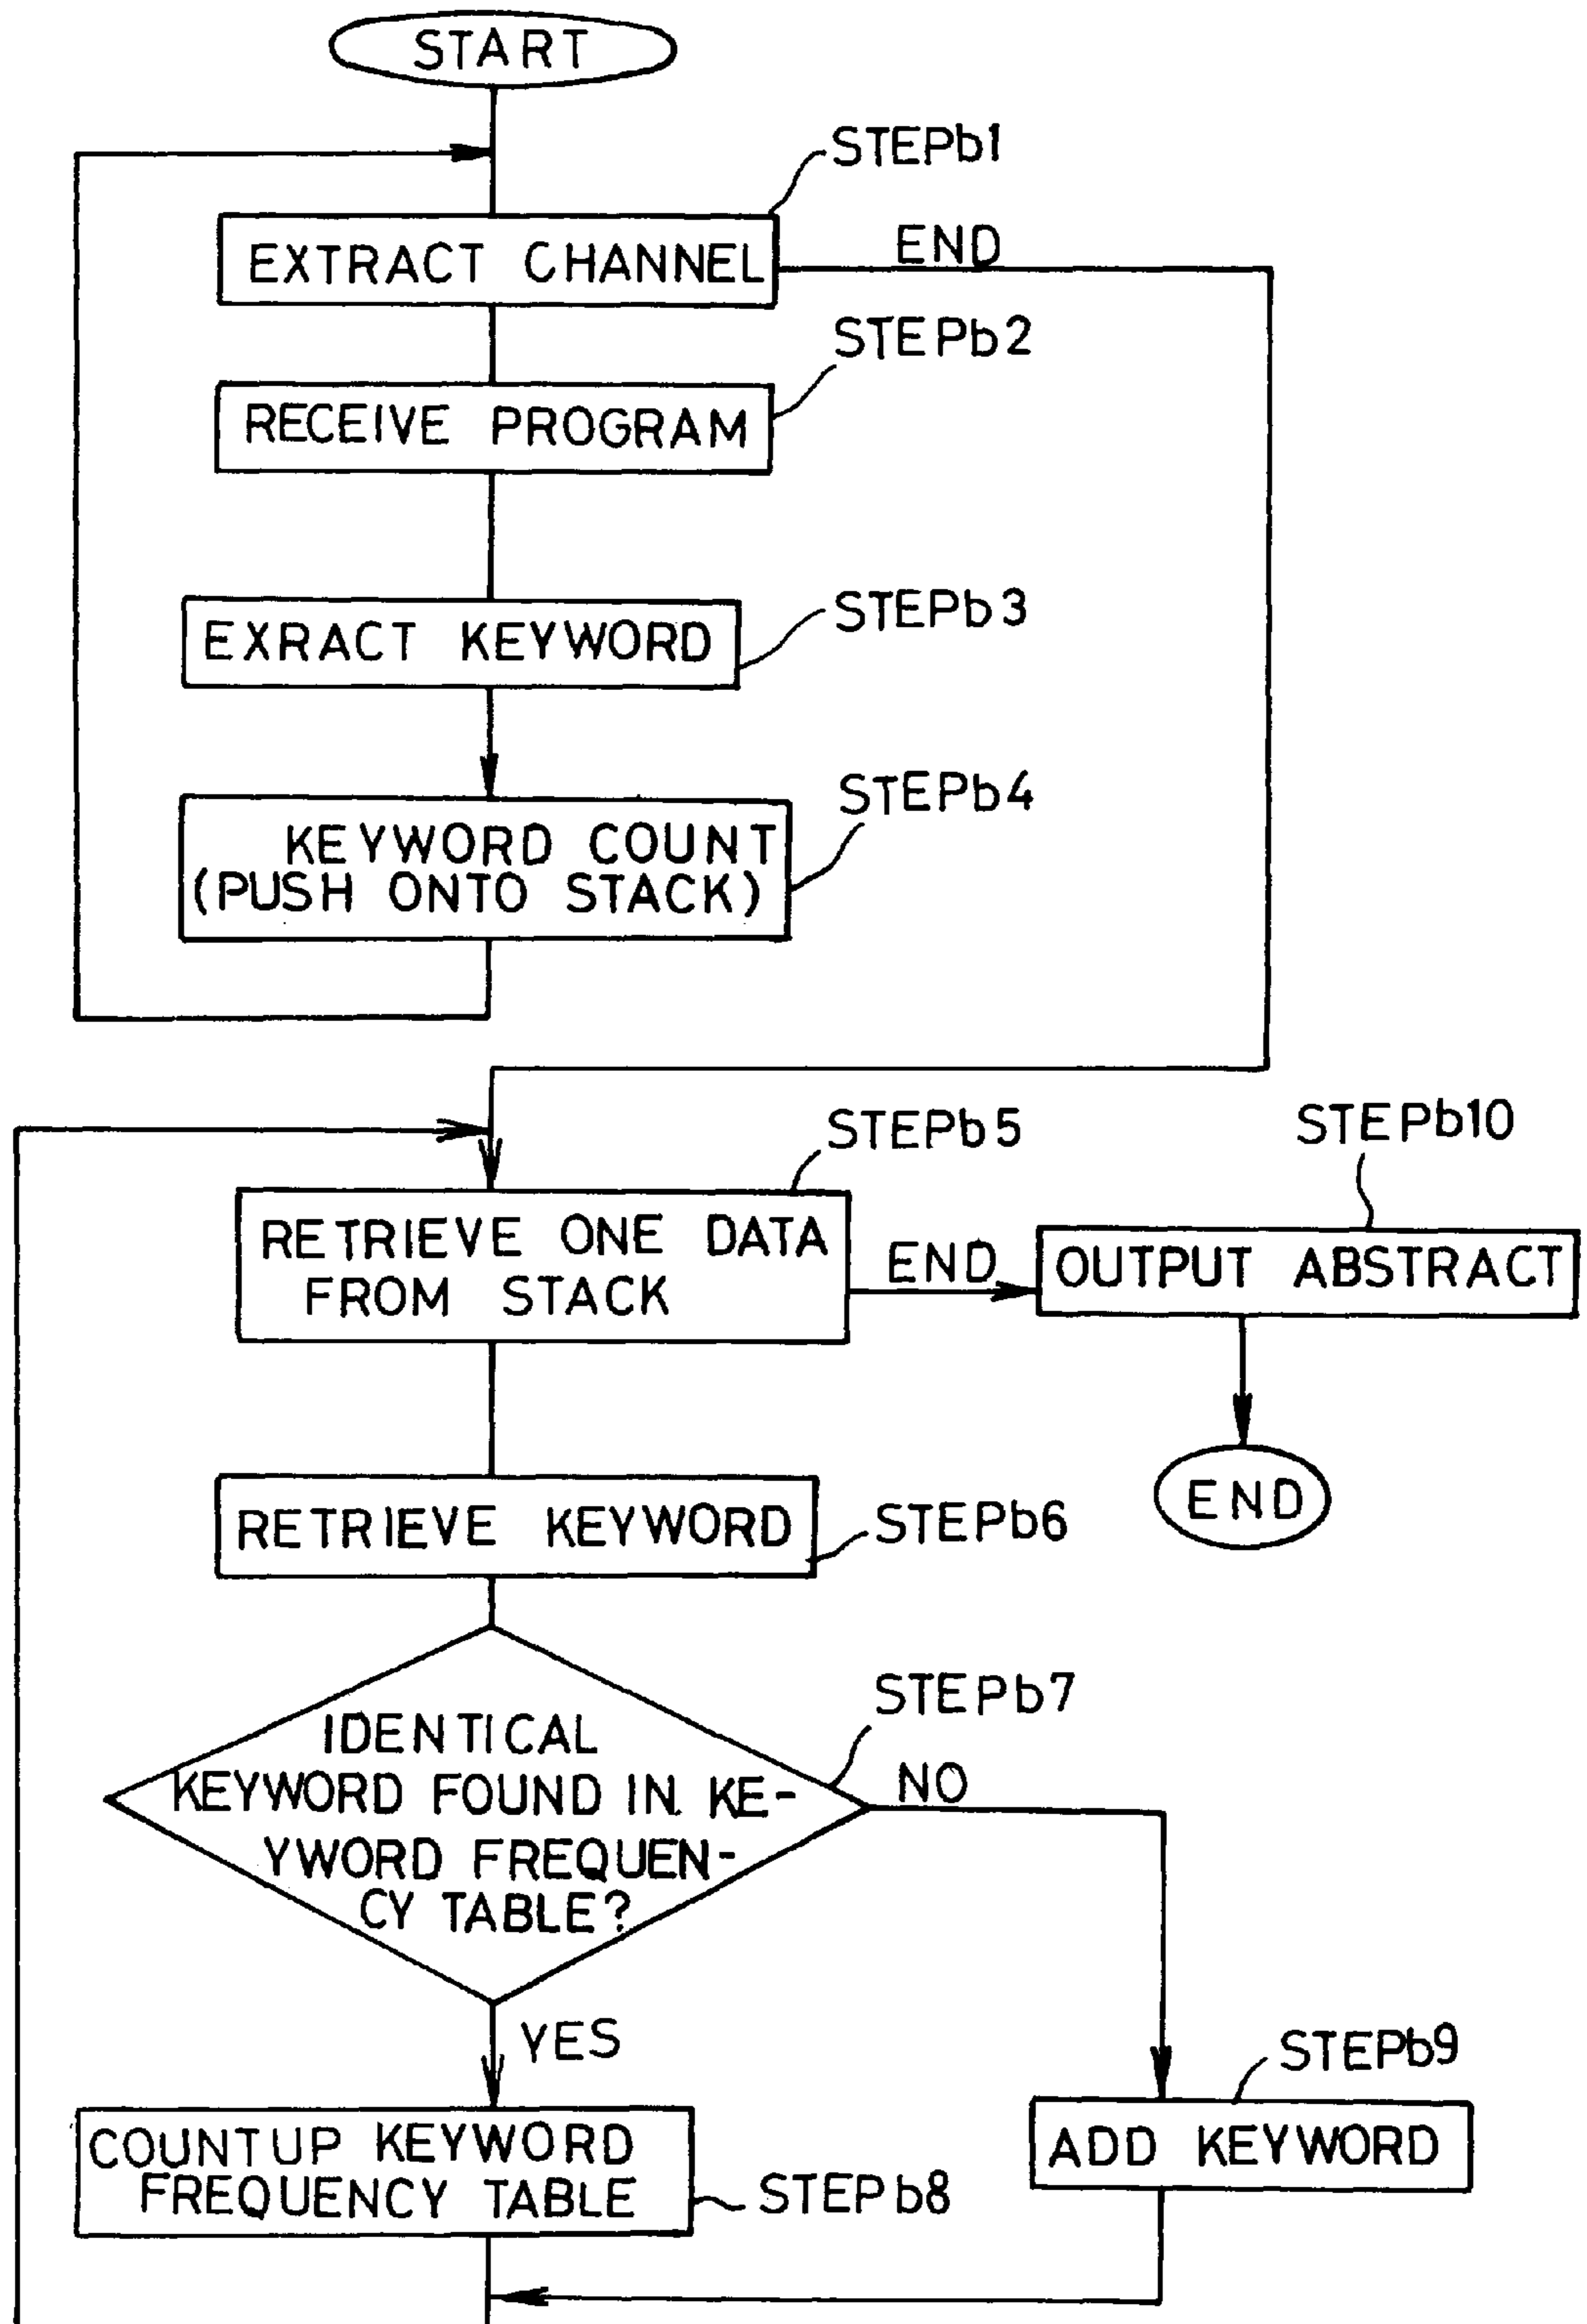 START
STEPb1
EXTRACT CHANNEL
END
STEPb2
RECEIVE PROGRAM
STEPb3
EXRACT KEYWORD
STEPb4
KEYWORD COUNT
(PUSH ONTO STACK)
STEPb5
STEPb10
RETRIEVE ONE DATA
FROM STACK
END
OUTPUT ABSTRACT
END
RETRIEVE KEYWORD
STEPb6
STEPb7
IDENTICAL
KEYWORD FOUND IN KE-
YWORD FREQUEN-
CY TABLE?
NO
YES
STEPb9
COUNTUP KEYWORD
FREQUENCY TABLE
STEPb8
ADD KEYWORD